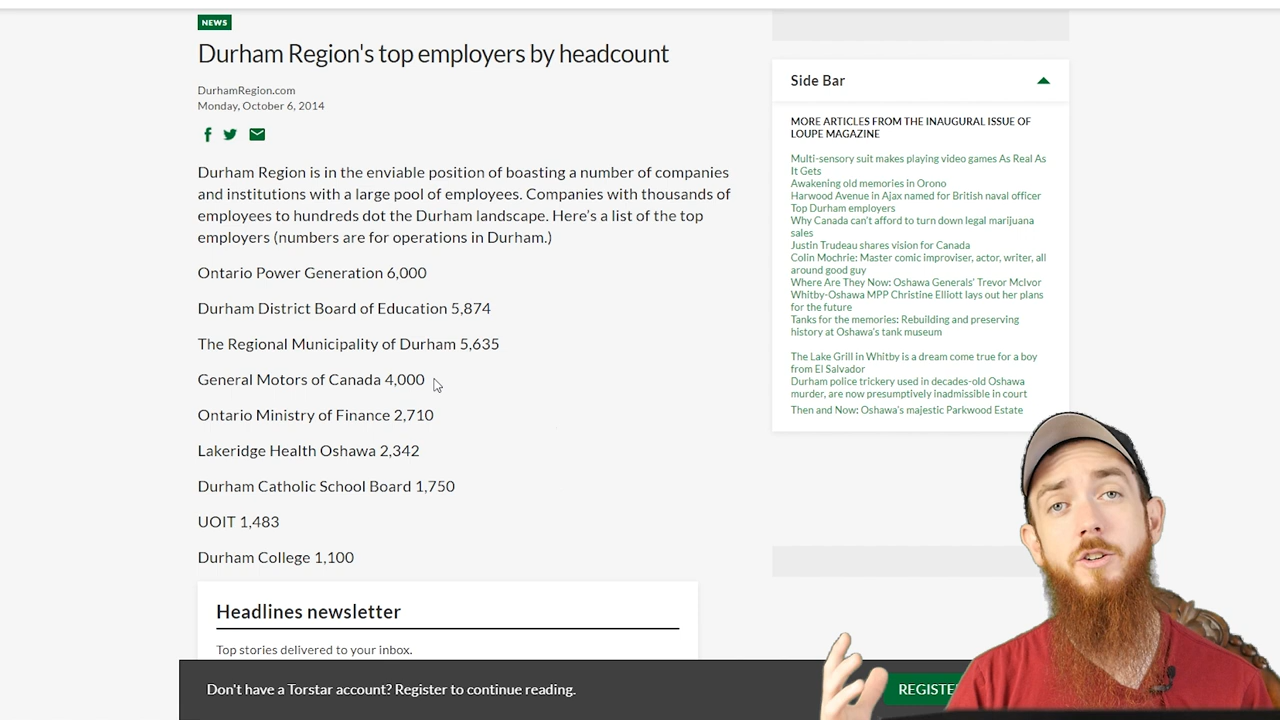 NEWS
Durham Region's top employers by headcount
DurhamRegion.com
Monday, October 6, 2014
Durham Region is in the enviable position of boasting a number of companies
and institutions with a large pool of employees. Companies with thousands of
employees to hundreds dot the Durham landscape. Here's a list of the top
employers (numbers are for operations in Durham.)
Ontario Power Generation 6,000
Durham District Board of Education 5,874
The Regional Municipality of Durham 5,635
General Motors of Canada 4,000
Ontario Ministry of Finance 2,710
Lakeridge Health Oshawa 2,342
Durham Catholic School Board 1,750
UOIT 1,483
Durham College 1,100
Headlines newsletter
Top stories delivered to your inbox.
Side Bar
MORE ARTICLES FROM THE INAUGURAL ISSUE OF
LOUPE MAGAZINE
Multi-sensory suit makes playing video games As Real As
It Gets
Awakening old memories in Orono
Harwood Avenue in Ajax named for British naval officer
Top Durham employers
Why Canada can't afford to turn down legal marijuana
sales
Justin Trudeau shares vision for Canada
Colin Mochrie: Master comic improviser, actor, writer, all
around good guy
Where Are They Now: Oshawa Generals' Trevor McIvor
Whitby-Oshawa MPP Christine Elliott lays out her plans
for the future
Tanks for the memories: Rebuilding and preserving
history at Oshawa's tank museum
The Lake Grill in Whitby is a dream come true for a boy
from El Salvador
Durham police trickery used in decades-old Oshawa
murder, are now presumptively inadmissible in court
Then and Now: Oshawa's majestic Parkwood Estate
Don't have a Torstar account? Register to continue reading.
REGISTE